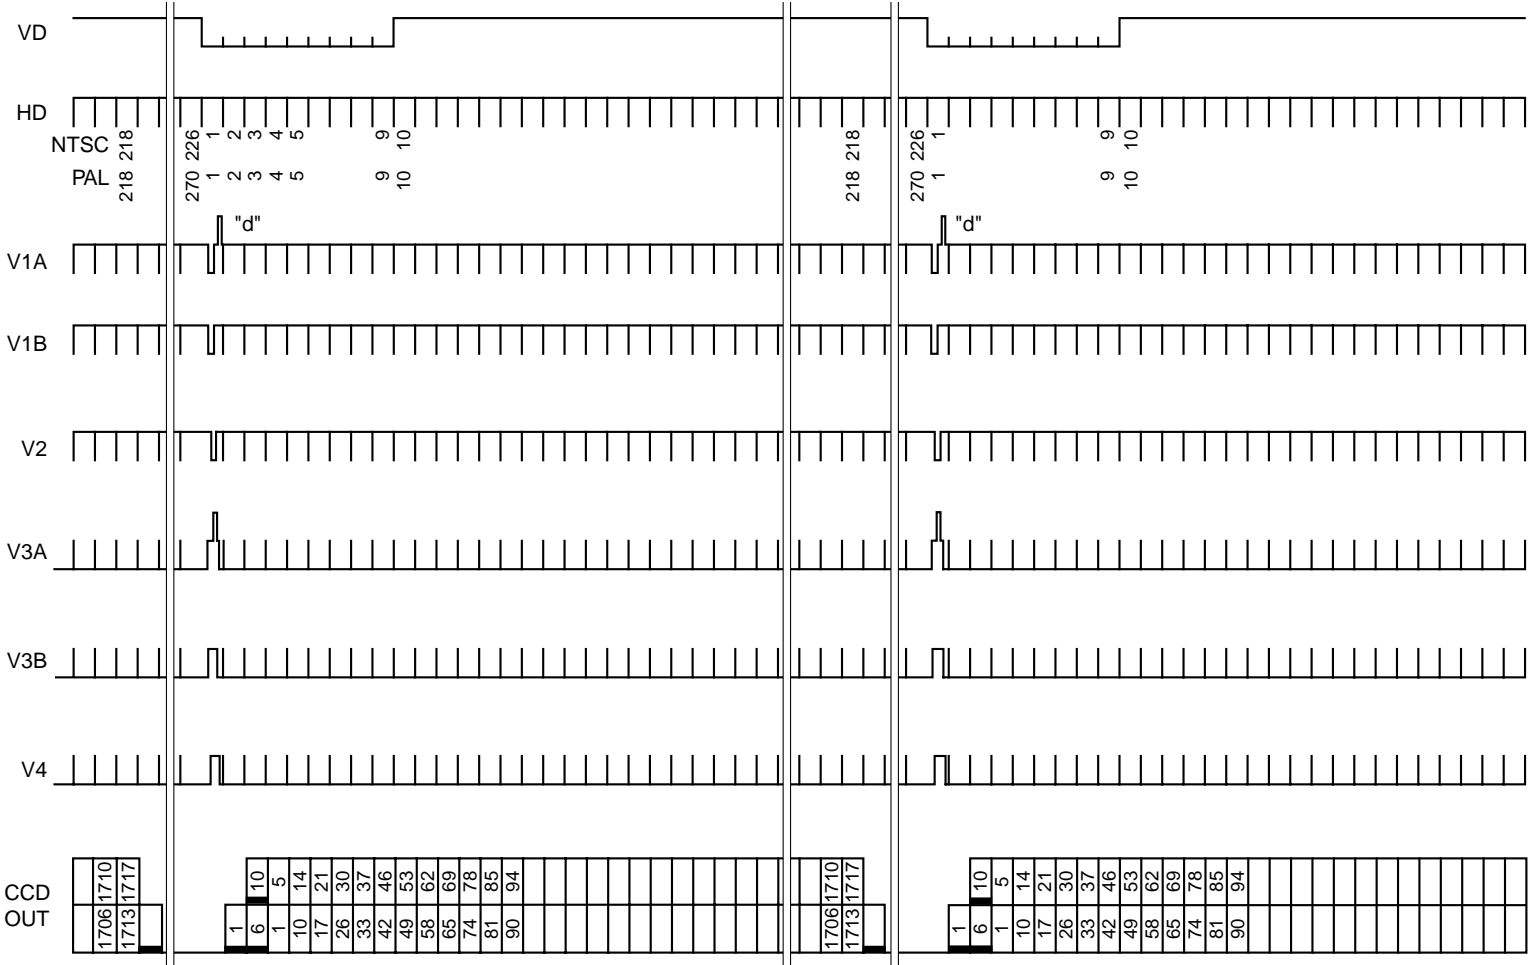 VD
HD
NTSC 218 226 1 2 3 4 5 9 10 218 226 1 9 10
PAL 218 270 1 2 3 4 5 9 10 218 270 1 9 10
"d" "d"
V1A
V1B
V2
V3A
V3B
V4
CCD OUT
1710 1717 10 5 14 21 30 37 46 53 62 69 78 85 94 1710 1717 10 5 14 21 30 37 46 53 62 69 78 85 94
1706 1713 1 6 1 10 17 26 33 42 49 58 65 74 81 90 1706 1713 1 6 1 10 17 26 33 42 49 58 65 74 81 90